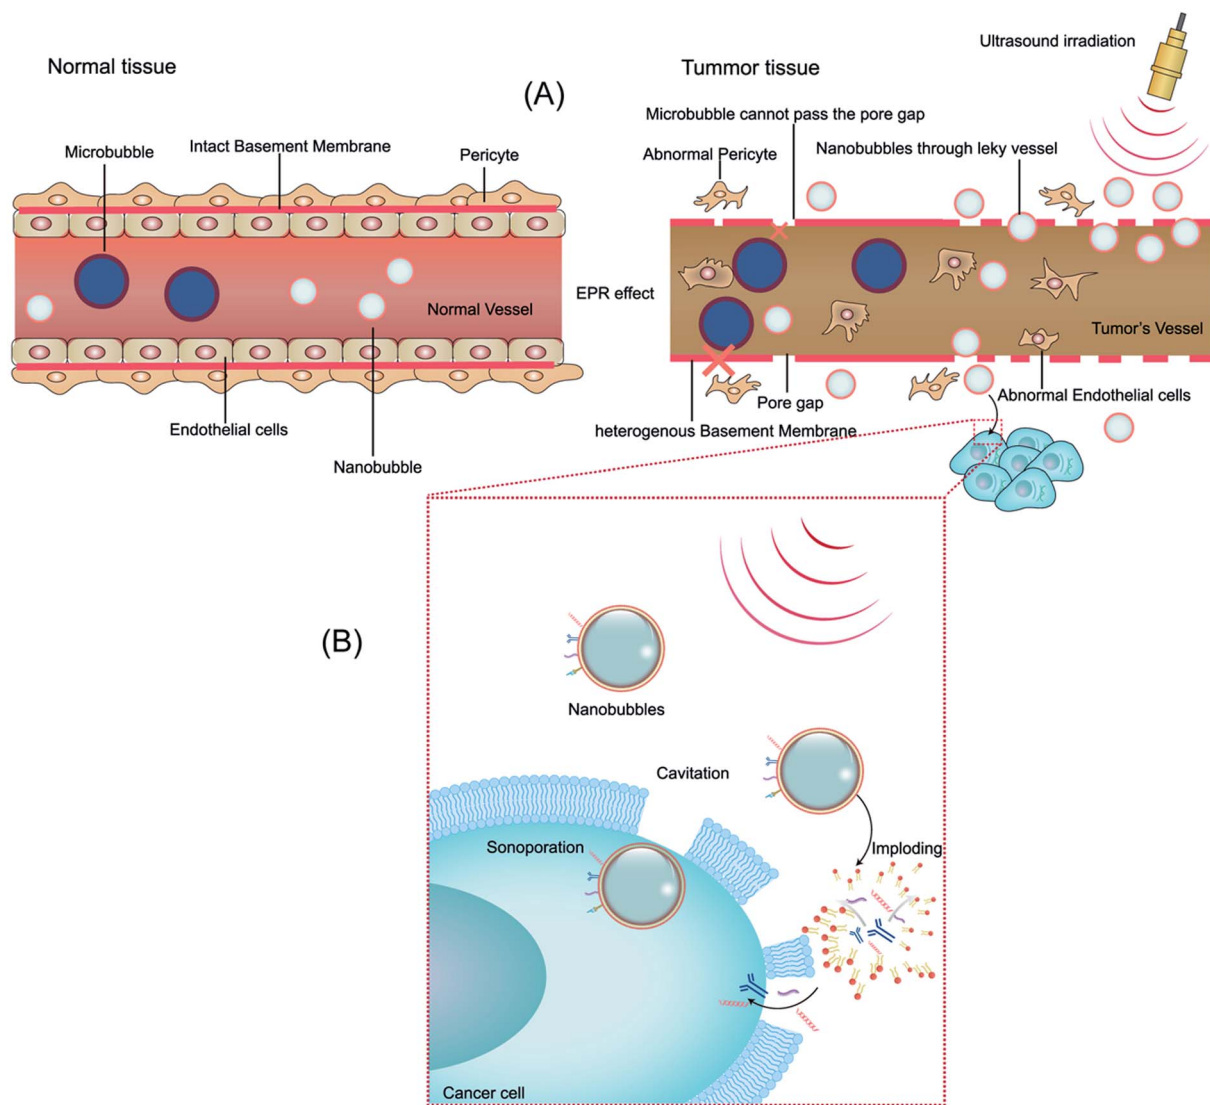 Ultrasound irradiation
Normal tissue
Tummor tissue
(A)
Microbubble cannot pass the pore gap
Microbubble
Intact Basement Membrane
Pericyte
Abnormal Pericyte
Nanobubbles through leky vessel
EPR effect
Normal Vessel
Tumor's Vessel
Endothelial cells
Nanobubble
Pore gap
Abnormal Endothelial cells
heterogenous Basement Membrane
(B)
Nanobubbles
Cavitation
Sonoporation
Imploding
Cancer cell